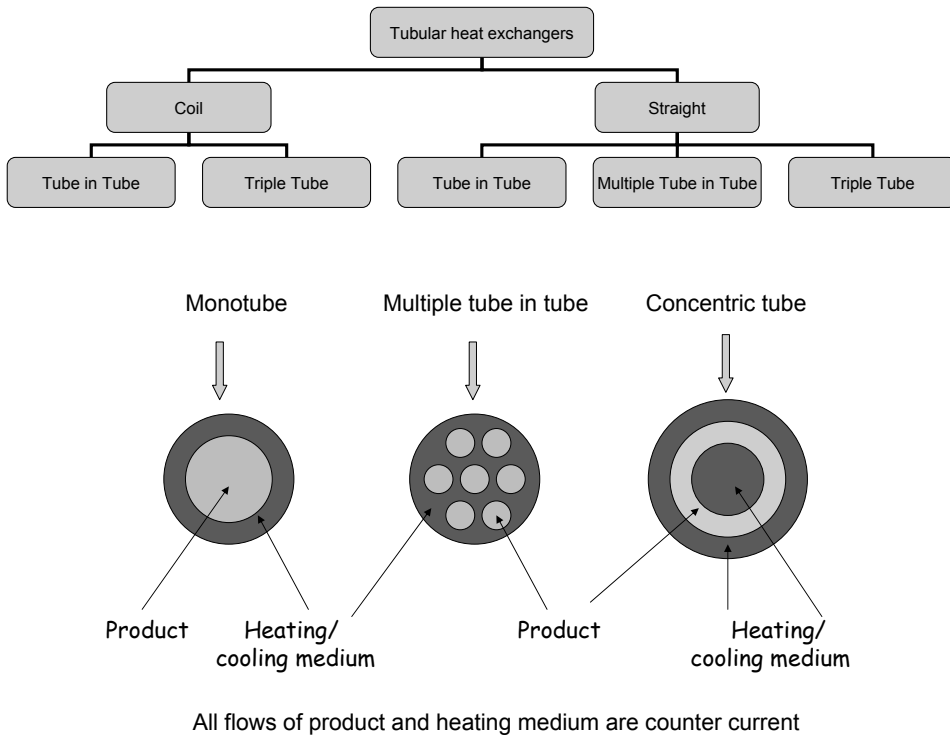 Tubular heat exchangers
Coil
Straight
Tube in Tube
Triple Tube
Tube in Tube
Multiple Tube in Tube
Triple Tube
Monotube
Multiple tube in tube
Concentric tube
Product
Heating/
cooling medium
Product
Heating/
cooling medium
All flows of product and heating medium are counter current